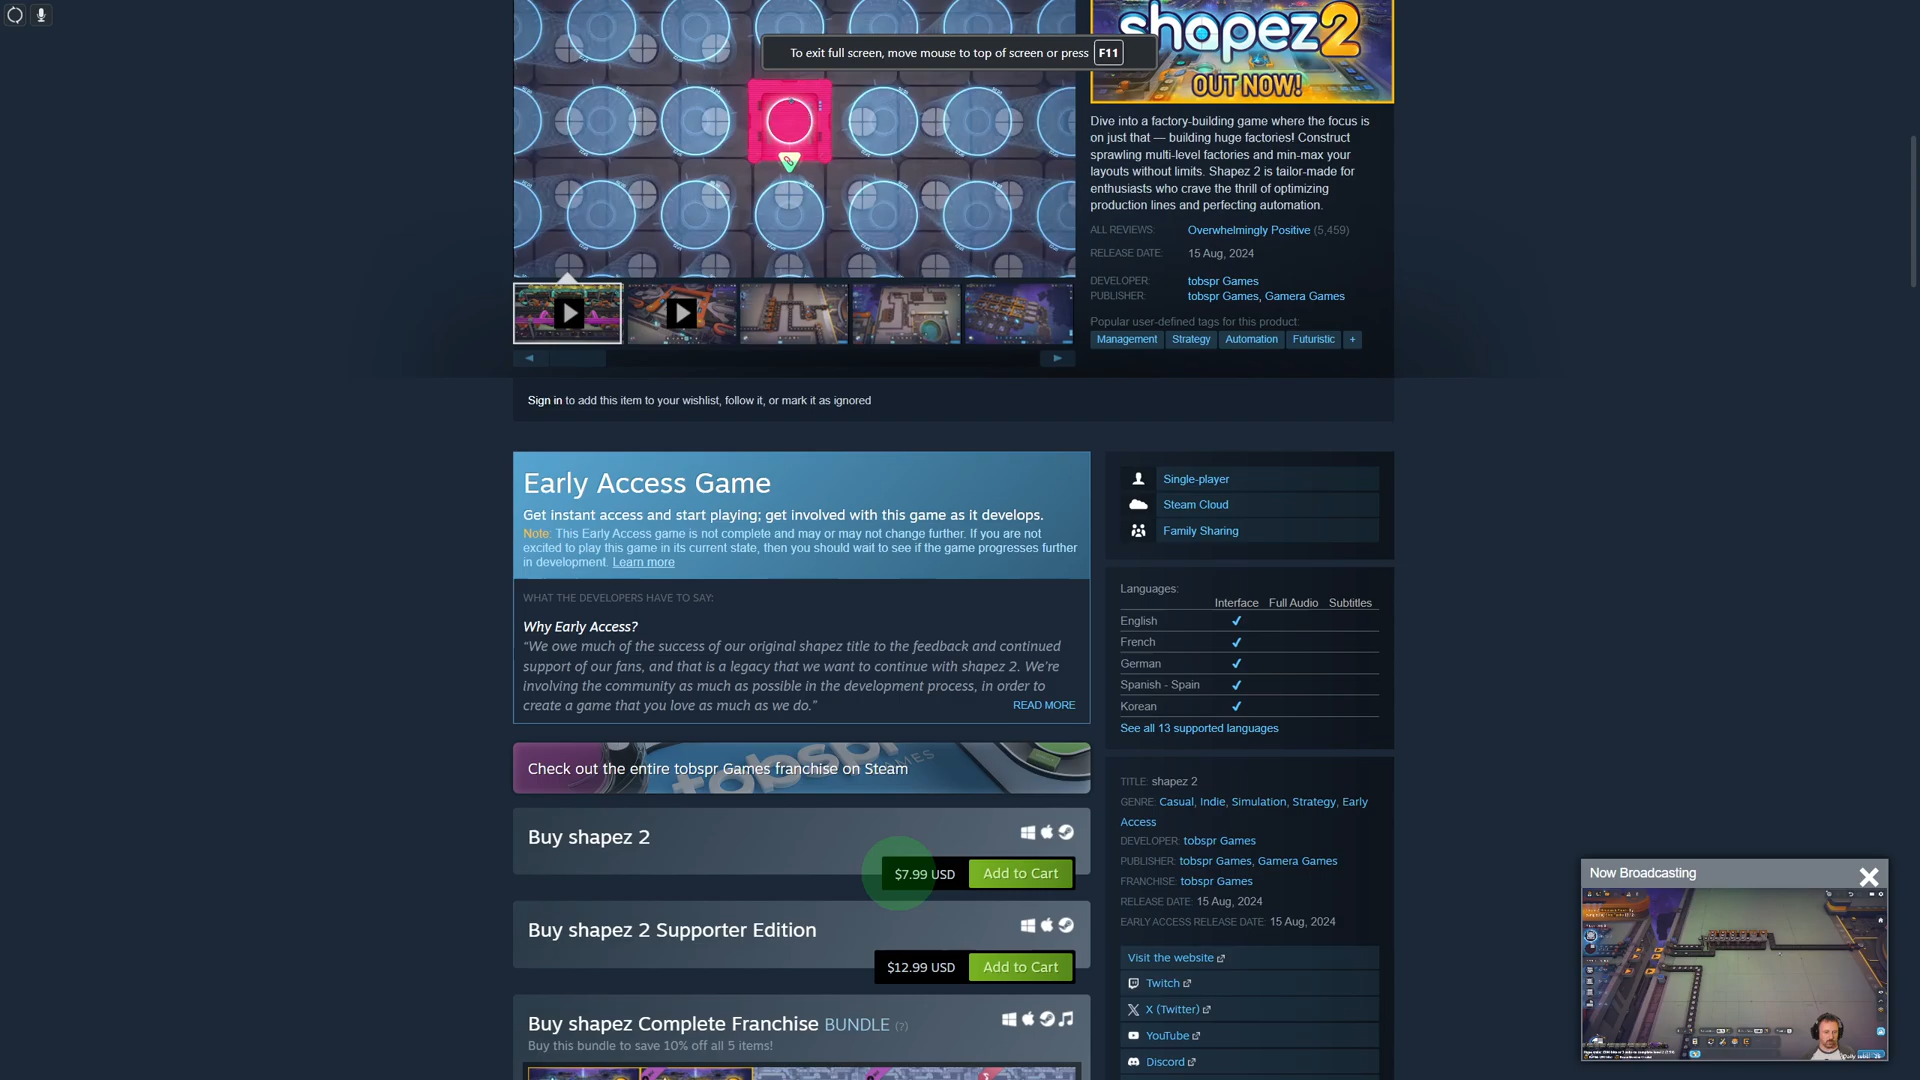 To exit full screen, move mouse to top of screen or press F11
shapez 2
OUT NOW!
Dive into a factory-building game where the focus is
on just that — building huge factories! Construct
sprawling multi-level factories and min-max your
layouts without limits. Shapez 2 is tailor-made for
enthusiasts who crave the thrill of optimizing
production lines and perfecting automation.
ALL REVIEWS: Overwhelmingly Positive (5,459)
RELEASE DATE: 15 Aug, 2024
DEVELOPER: tobspr Games
PUBLISHER: tobspr Games, Gamera Games
Popular user-defined tags for this product:
Management Strategy Automation Futuristic +
Sign in to add this item to your wishlist, follow it, or mark it as ignored
Early Access Game
Get instant access and start playing; get involved with this game as it develops.
Note: This Early Access game is not complete and may or may not change further. If you are not
excited to play this game in its current state, then you should wait to see if the game progresses further
in development. Learn more
WHAT THE DEVELOPERS HAVE TO SAY:
Why Early Access?
“We owe much of the success of our original shapez title to the feedback and continued
support of our fans, and that is a legacy that we want to continue with shapez 2. We're
involving the community as much as possible in the development process, in order to
create a game that you love as much as we do.”
READ MORE
Check out the entire tobspr Games franchise on Steam
Buy shapez 2
$7.99 USD Add to Cart
Buy shapez 2 Supporter Edition
$12.99 USD Add to Cart
Buy shapez Complete Franchise BUNDLE (?)
Buy this bundle to save 10% off all 5 items!
Single-player
Steam Cloud
Family Sharing
Languages:
Interface Full Audio Subtitles
English ✔
French ✔
German ✔
Spanish - Spain ✔
Korean ✔
See all 13 supported languages
TITLE: shapez 2
GENRE: Casual, Indie, Simulation, Strategy, Early
Access
DEVELOPER: tobspr Games
PUBLISHER: tobspr Games, Gamera Games
FRANCHISE: tobspr Games
RELEASE DATE: 15 Aug, 2024
EARLY ACCESS RELEASE DATE: 15 Aug, 2024
Visit the website
Twitch
X (Twitter)
YouTube
Discord
Now Broadcasting